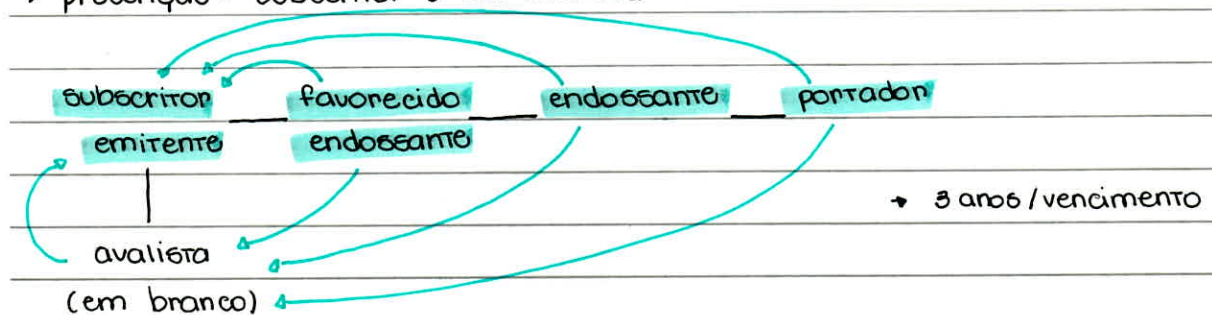 subscritor favorecido endossante portador
emitente endossante
→ 3 anos / vencimento
avalista
(em branco)